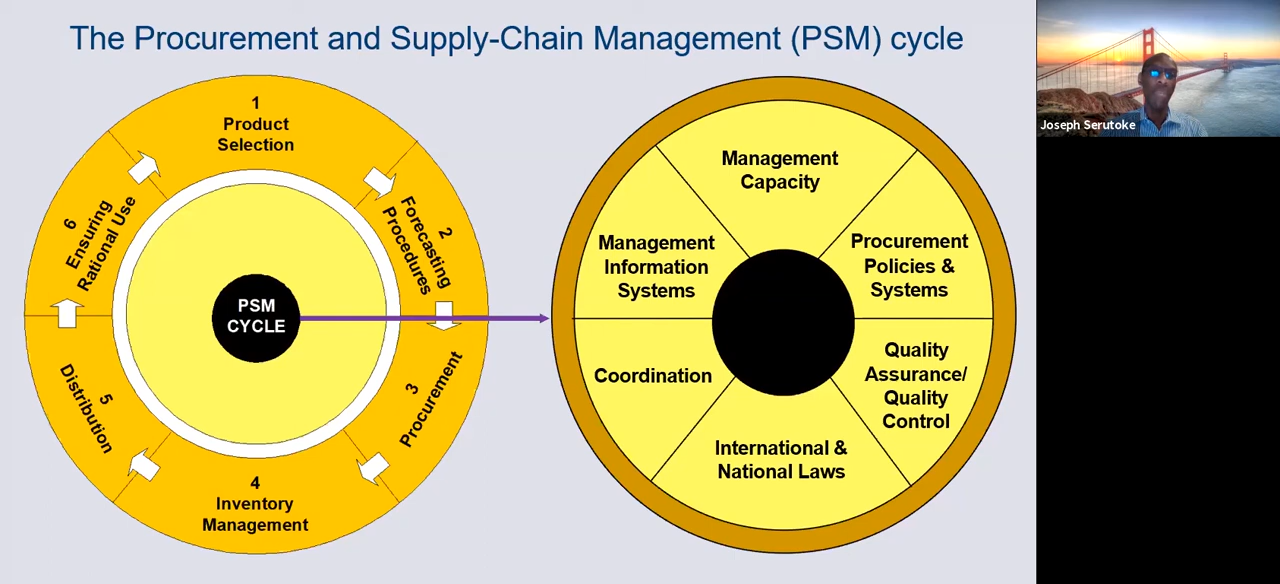 The Procurement and Supply-Chain Management (PSM) cycle
1
Product
Selection
2
Forecasting
Procedures
3
Procurement
4
Inventory
Management
5
Distribution
6
Ensuring
Rational Use
PSM
CYCLE
Management
Capacity
Procurement
Policies &
Systems
Quality
Assurance/
Quality
Control
International &
National Laws
Coordination
Management
Information
Systems
Joseph Serutoke